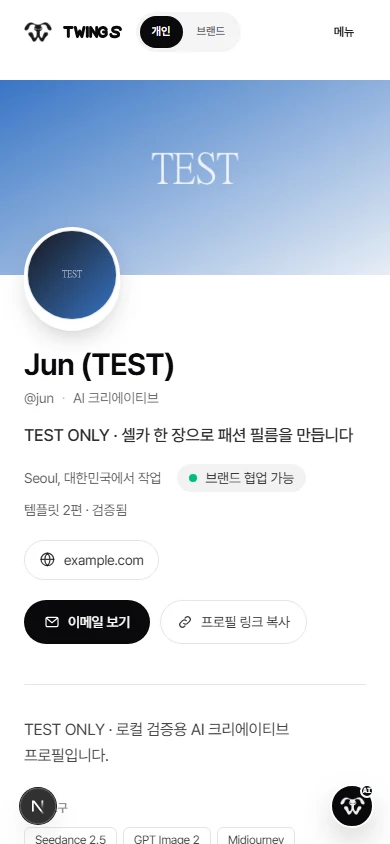 TWINGS
개인
브랜드
메뉴
TEST
TEST
Jun (TEST)
@jun · AI 크리에이티브
TEST ONLY · 셀카 한 장으로 패션 필름을 만듭니다
Seoul, 대한민국에서 작업
브랜드 협업 가능
템플릿 2편 · 검증됨
example.com
이메일 보기
프로필 링크 복사
TEST ONLY · 로컬 검증용 AI 크리에이티브
프로필입니다.
N
구
AI
Seedance 2.5
GPT Image 2
Midjourney